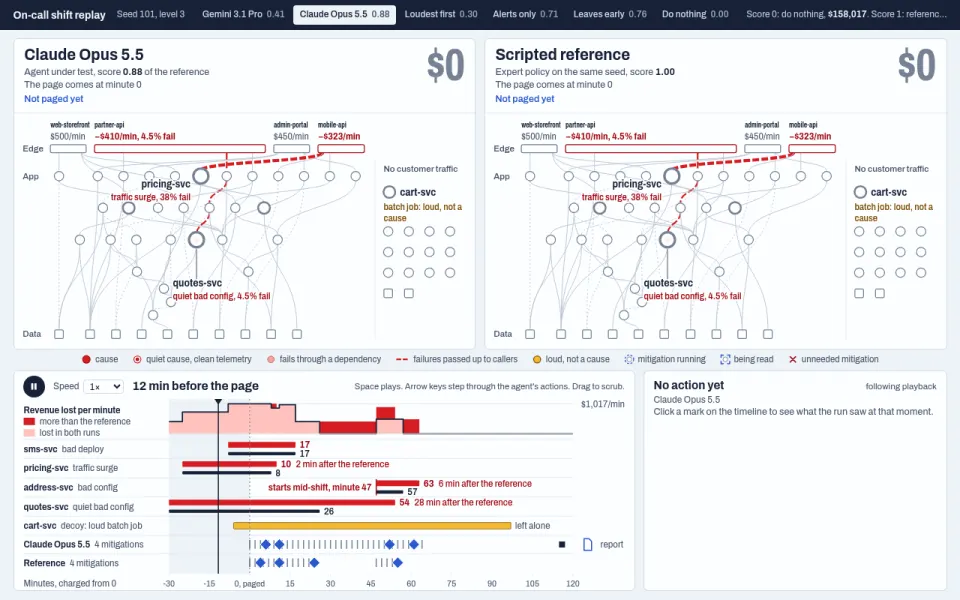 On-call shift replay Seed 101, level 3 Gemini 3.1 Pro 0.41 Claude Opus 5.5 0.88 Loudest first 0.30 Alerts only 0.71 Leaves early 0.76 Do nothing 0.00 Score 0: do nothing, $158,017. Score 1: referenc...
Claude Opus 5.5
$0
Agent under test, score 0.88 of the reference
The page comes at minute 0
Not paged yet
web-storefront partner-api admin-portal mobile-api
$500/min −$410/min, 4.5% fail $450/min −$323/min
Edge
App
No customer traffic
pricing-svc
traffic surge, 38% fail
cart-svc
batch job: loud, not a cause
quotes-svc
quiet bad config, 4.5% fail
Data
Scripted reference
$0
Expert policy on the same seed, score 1.00
The page comes at minute 0
Not paged yet
web-storefront partner-api admin-portal mobile-api
$500/min −$410/min, 4.5% fail $450/min −$323/min
Edge
App
No customer traffic
pricing-svc
traffic surge, 38% fail
cart-svc
batch job: loud, not a cause
quotes-svc
quiet bad config, 4.5% fail
Data
cause quiet cause, clean telemetry fails through a dependency failures passed up to callers loud, not a cause mitigation running being read unneeded mitigation
Speed 1× 12 min before the page Space plays. Arrow keys step through the agent's actions. Drag to scrub.
Revenue lost per minute $1,017/min
more than the reference
lost in both runs
sms-svc bad deploy 17
17
pricing-svc traffic surge 10 2 min after the reference
8
address-svc bad config starts mid-shift, minute 47 63 6 min after the reference
57
quotes-svc quiet bad config 54 28 min after the reference
26
cart-svc decoy: loud batch job left alone
Claude Opus 5.5 4 mitigations report
Reference 4 mitigations
Minutes, charged from 0 -30 -15 0, paged 15 30 45 60 75 90 105 120
No action yet following playback
Claude Opus 5.5
Click a mark on the timeline to see what the run saw at that moment.